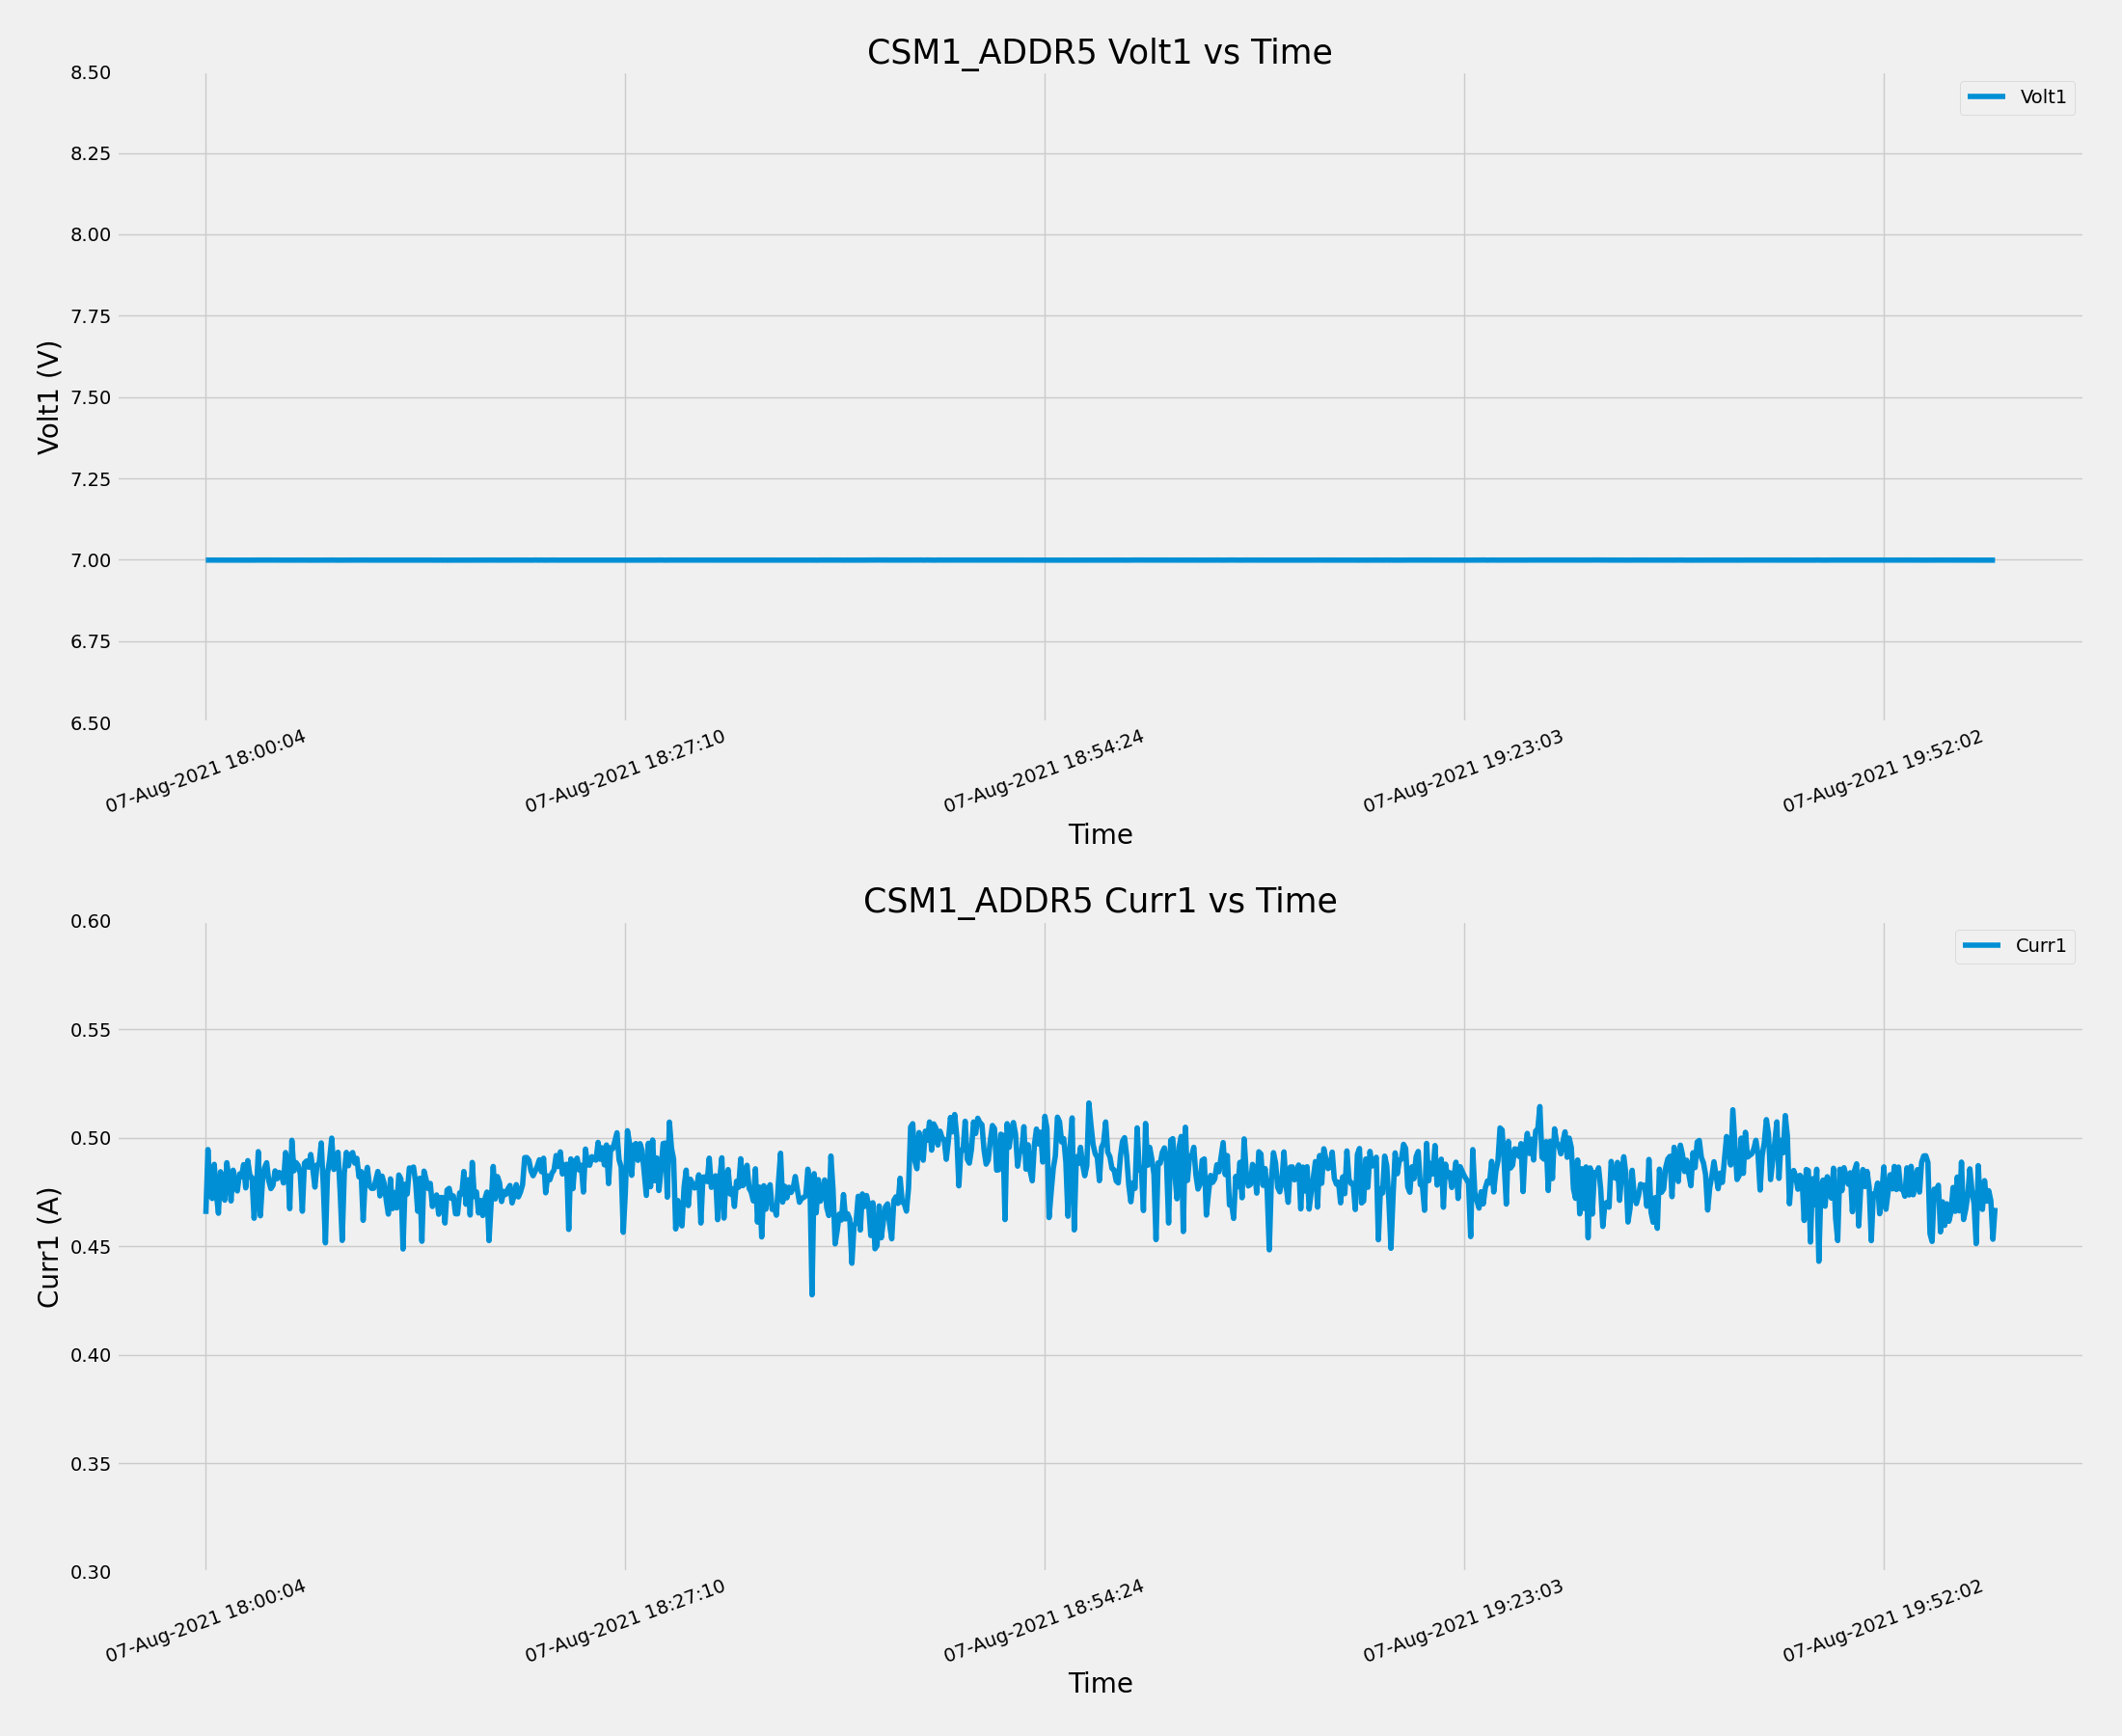 CSM1_ADDR5 Volt1 vs Time
8.50
8.25
8.00
7.75
7.50
7.25
7.00
6.75
6.50
Volt1 (V)
Volt1
07-Aug-2021 18:00:04
07-Aug-2021 18:27:10
07-Aug-2021 18:54:24
07-Aug-2021 19:23:03
07-Aug-2021 19:52:02
Time
CSM1_ADDR5 Curr1 vs Time
0.60
0.55
0.50
0.45
0.40
0.35
0.30
Curr1 (A)
Curr1
07-Aug-2021 18:00:04
07-Aug-2021 18:27:10
07-Aug-2021 18:54:24
07-Aug-2021 19:23:03
07-Aug-2021 19:52:02
Time